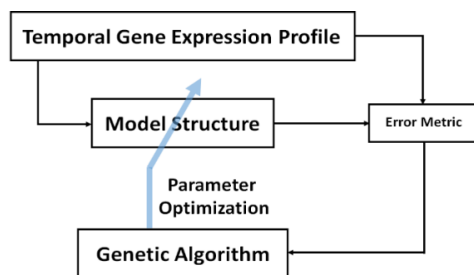 Temporal Gene Expression Profile
Model Structure
Error Metric
Parameter
Optimization
Genetic Algorithm